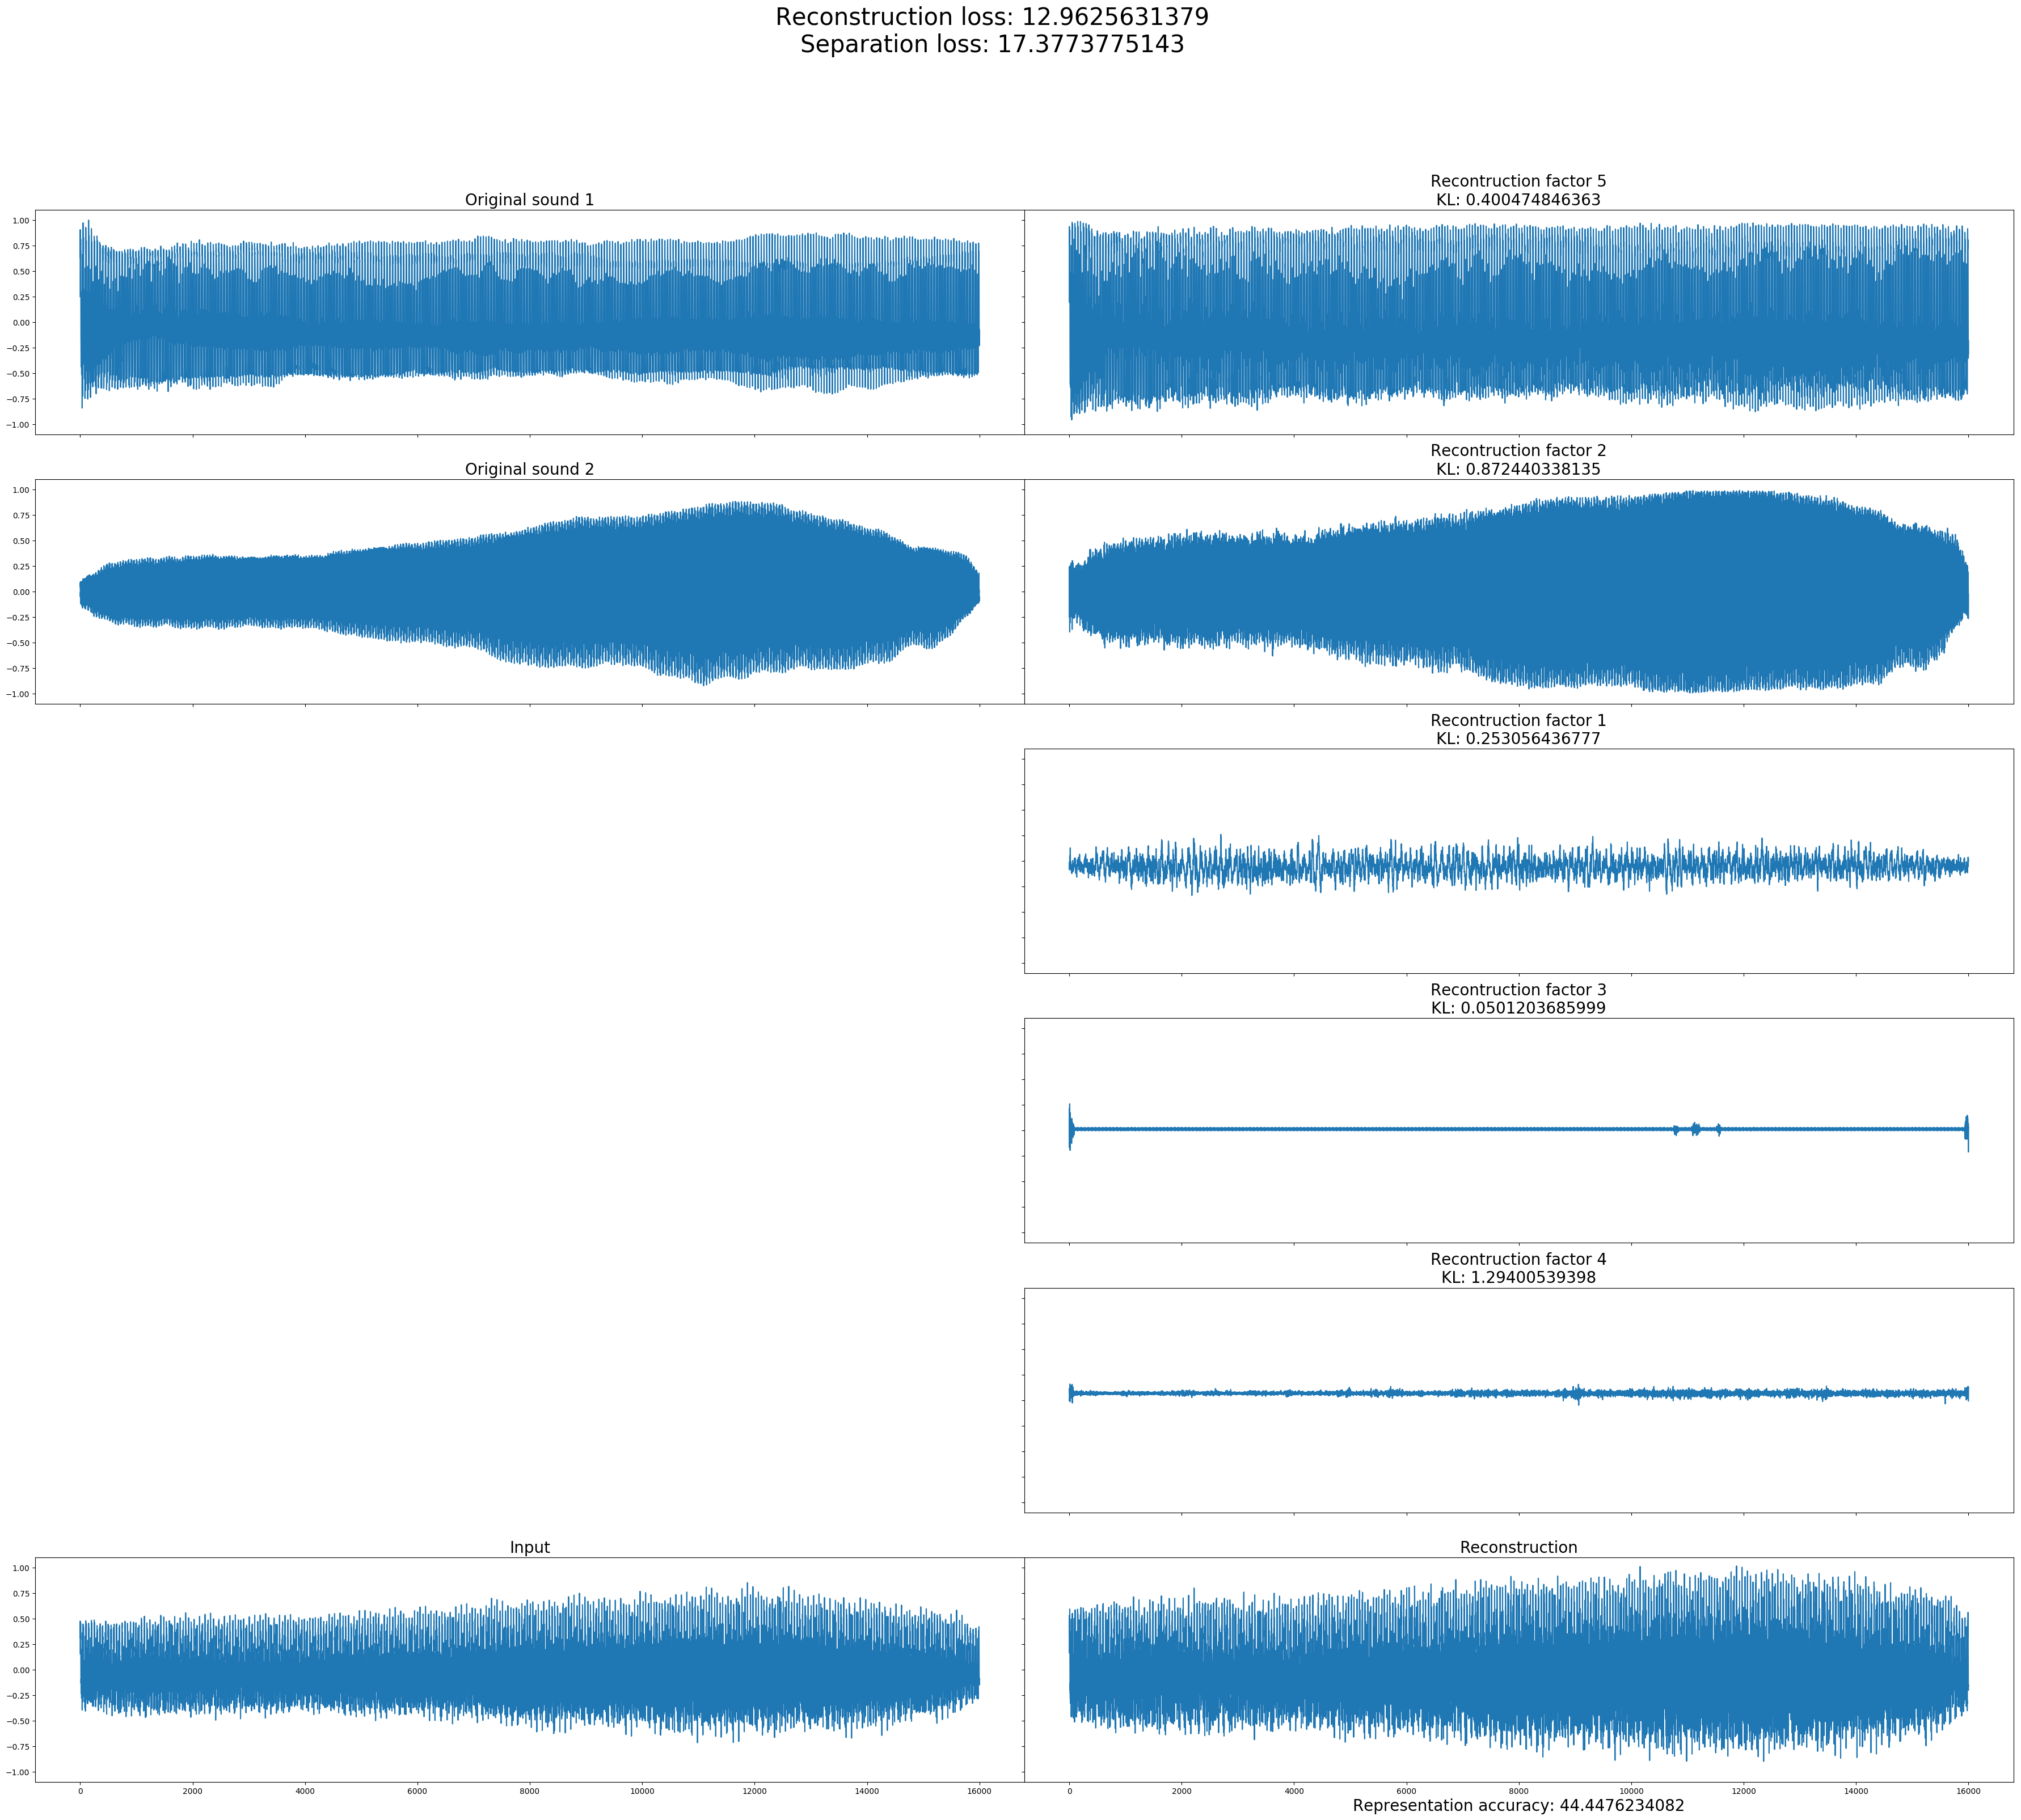 Reconstruction loss: 12.9625631379
Separation loss: 17.3773775143
Original sound 1
Recontruction factor 5
KL: 0.400474846363
1.00
0.75
0.50
0.25
0.00
−0.25
−0.50
−0.75
−1.00
Original sound 2
Recontruction factor 2
KL: 0.872440338135
1.00
0.75
0.50
0.25
0.00
−0.25
−0.50
−0.75
−1.00
Recontruction factor 1
KL: 0.253056436777
Recontruction factor 3
KL: 0.0501203685999
Recontruction factor 4
KL: 1.29400539398
Input
Reconstruction
1.00
0.75
0.50
0.25
0.00
−0.25
−0.50
−0.75
−1.00
0 2000 4000 6000 8000 10000 12000 14000 16000
0 2000 4000 6000 8000 10000 12000 14000 16000
Representation accuracy: 44.4476234082